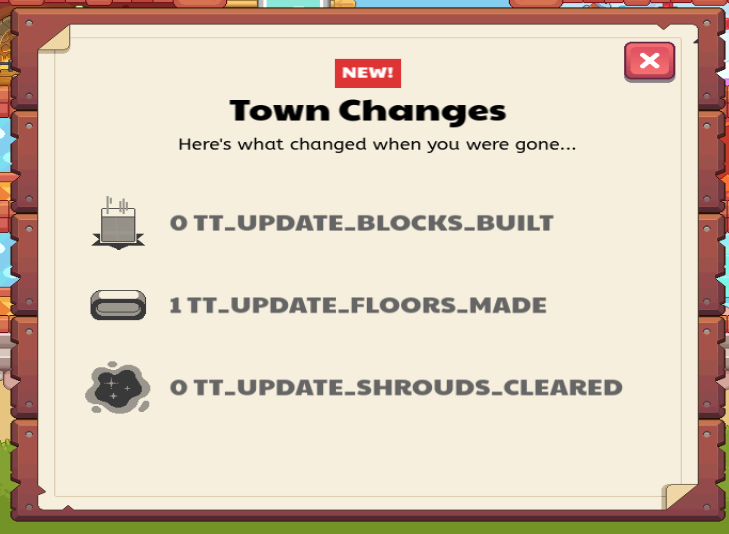 NEW!
Town Changes
Here's what changed when you were gone...
0 TT_UPDATE_BLOCKS_BUILT
1 TT_UPDATE_FLOORS_MADE
0 TT_UPDATE_SHROUDS_CLEARED